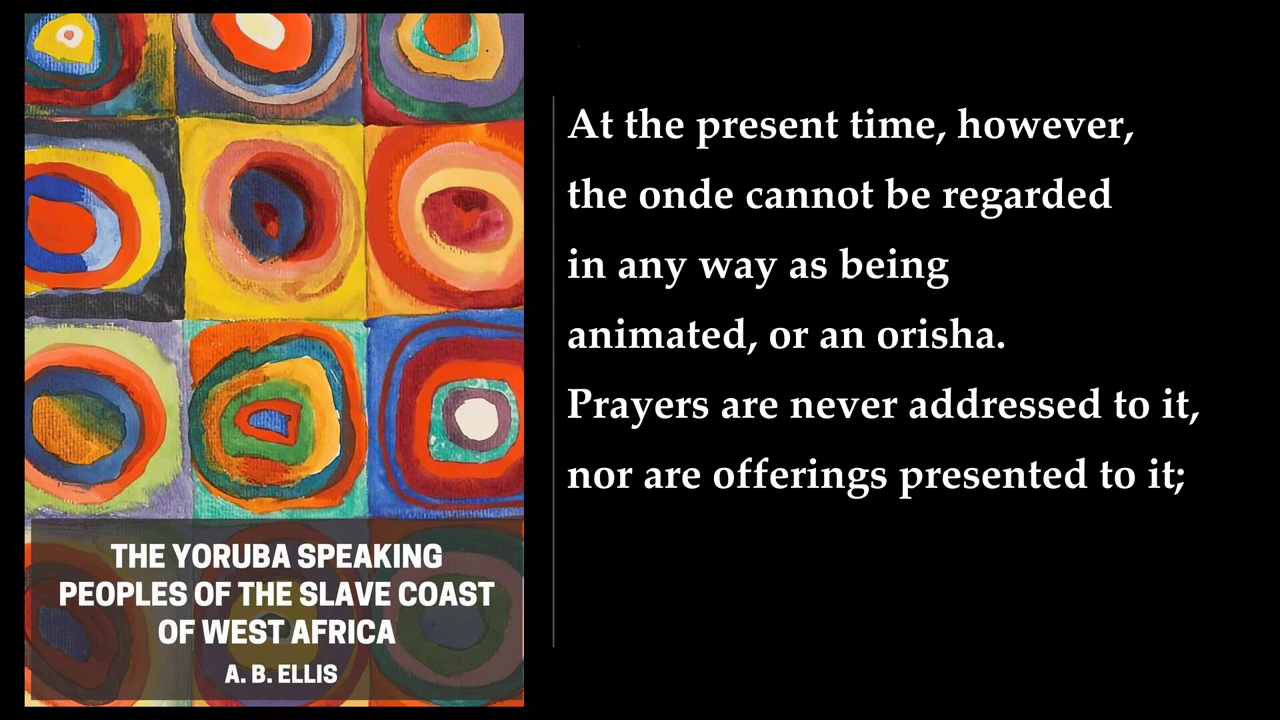 THE YORUBA SPEAKING
PEOPLES OF THE SLAVE COAST
OF WEST AFRICA
A. B. ELLIS
At the present time, however,
the onde cannot be regarded
in any way as being
animated, or an orisha.
Prayers are never addressed to it,
nor are offerings presented to it;